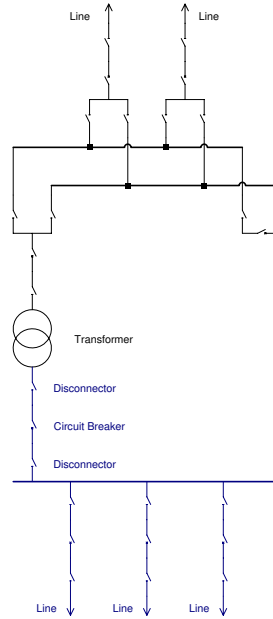 Line
Line
Transformer
Disconnector
Circuit Breaker
Disconnector
Line
Line
Line